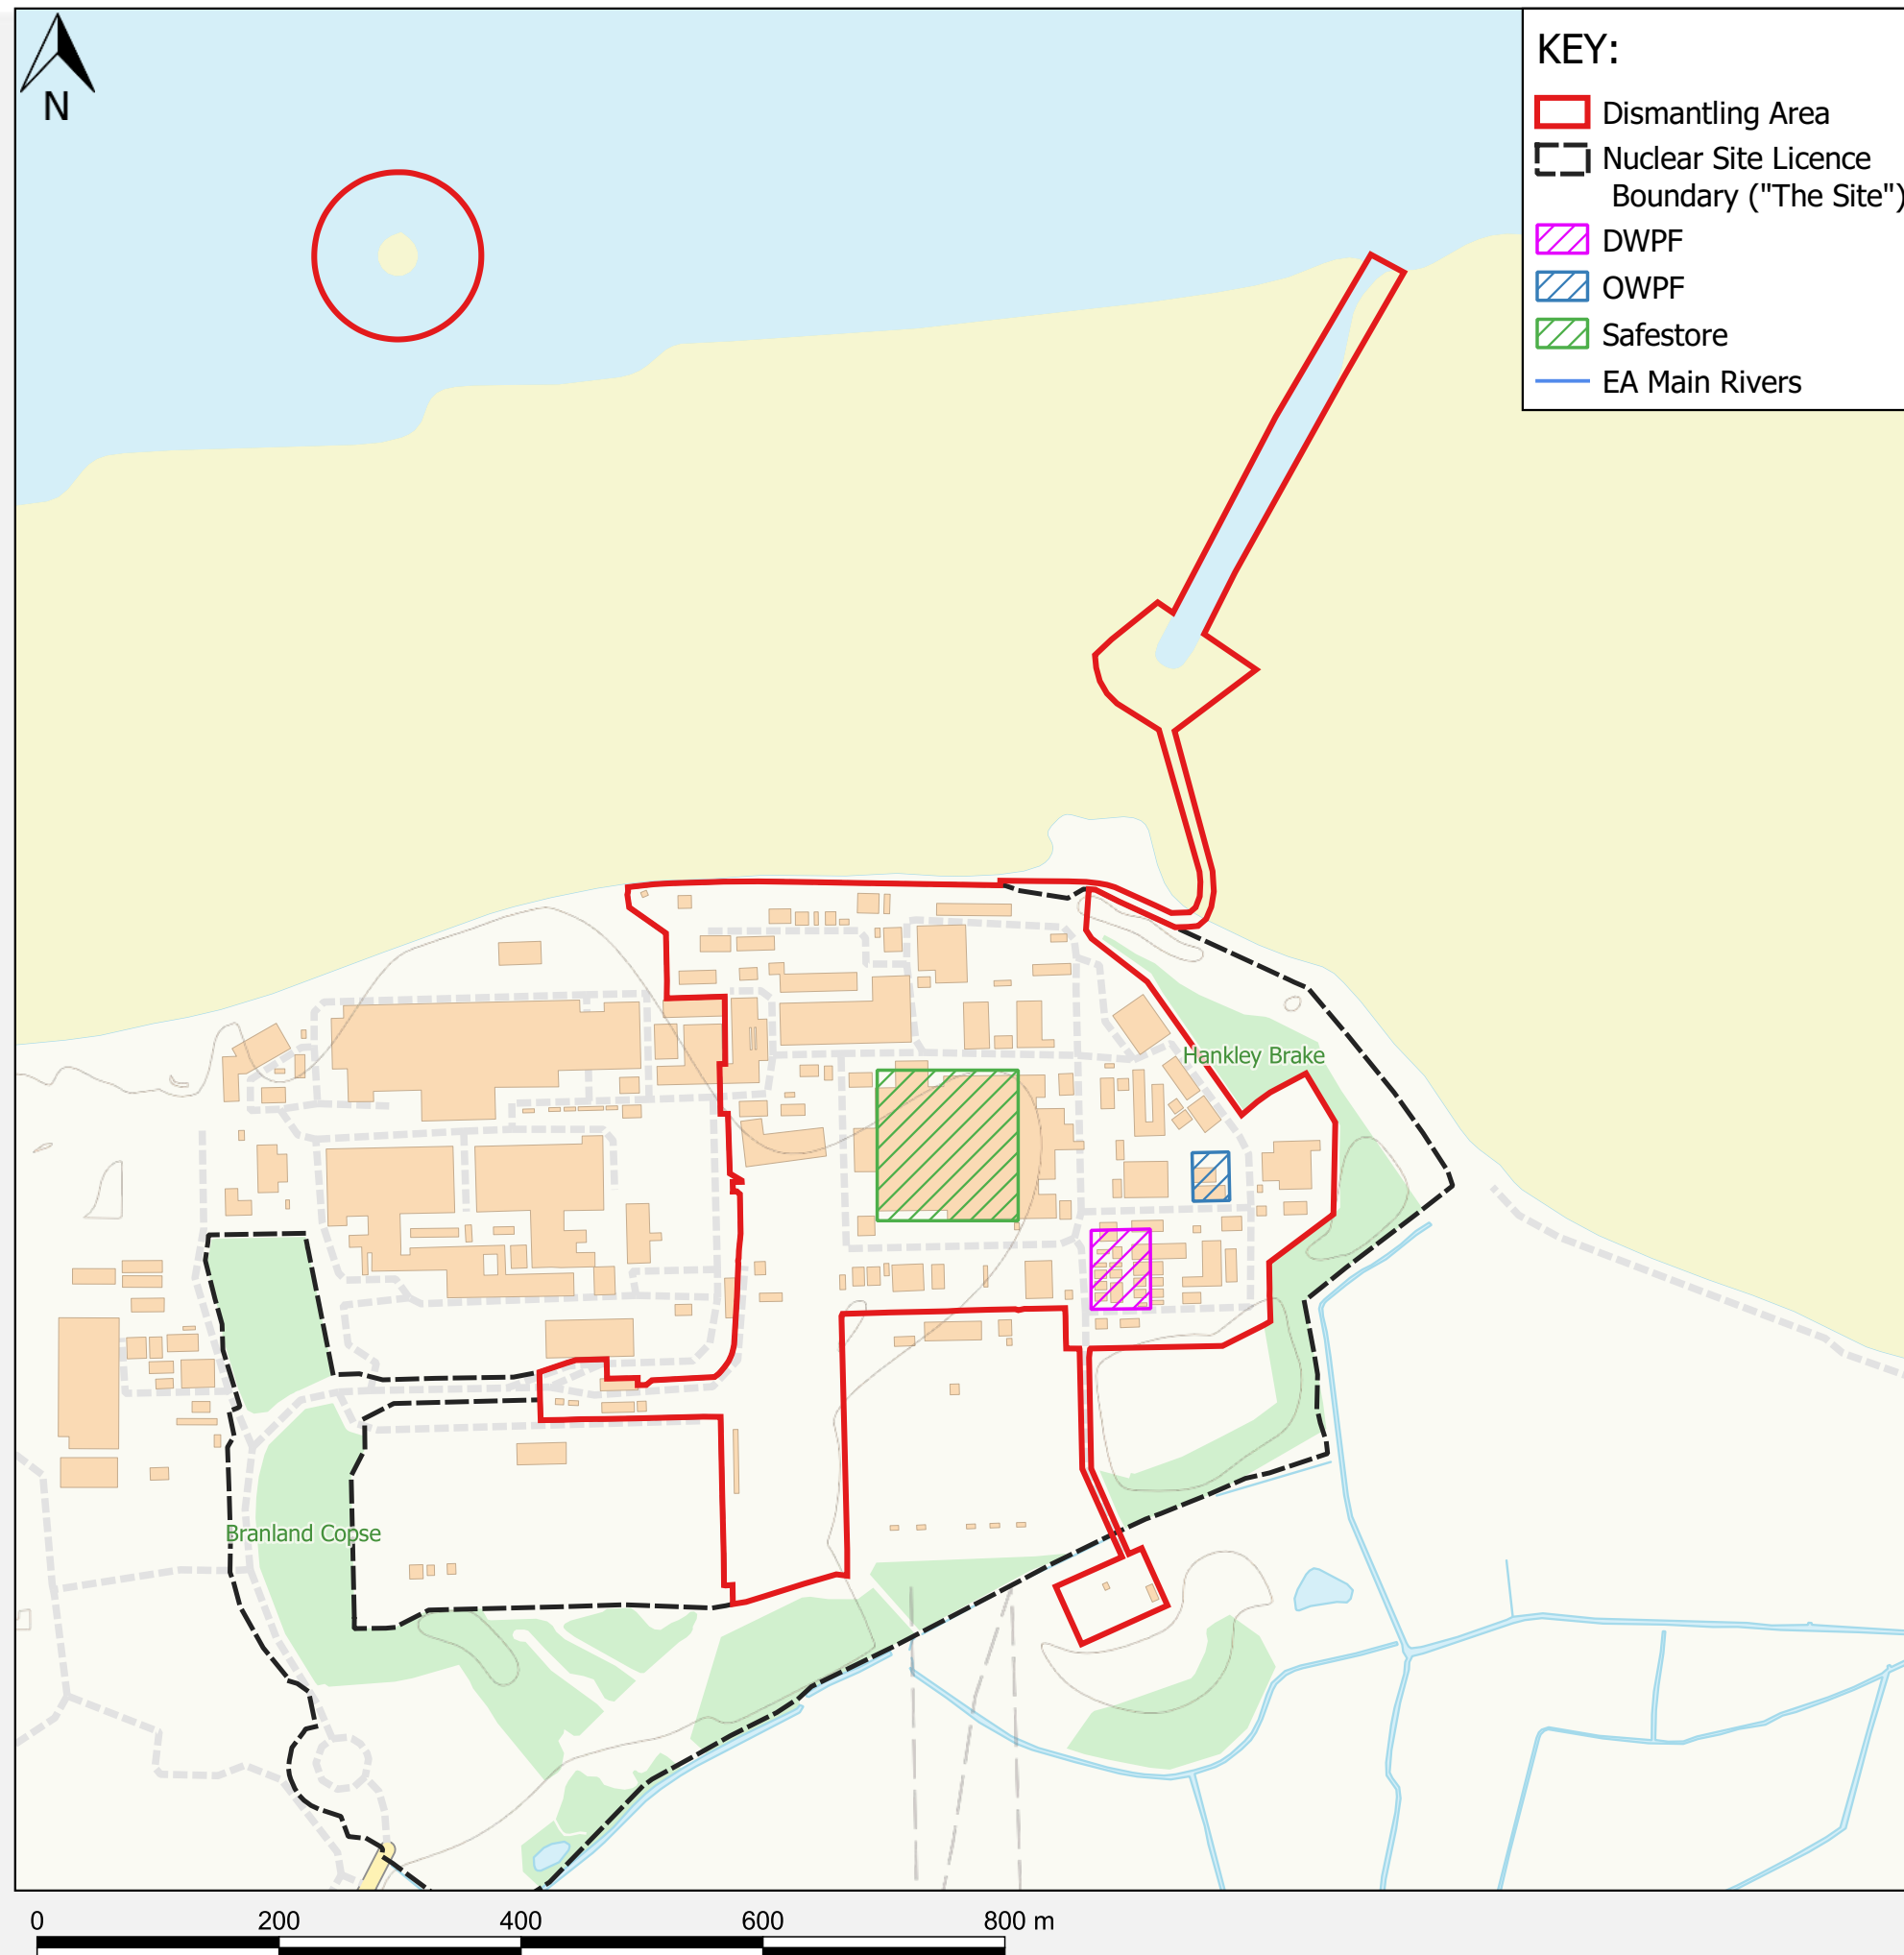 N
KEY:
Dismantling Area
Nuclear Site Licence
Boundary ("The Site")
DWPF
OWPF
Safestore
EA Main Rivers
Hankley Brake
Branland Copse
0 200 400 600 800 m